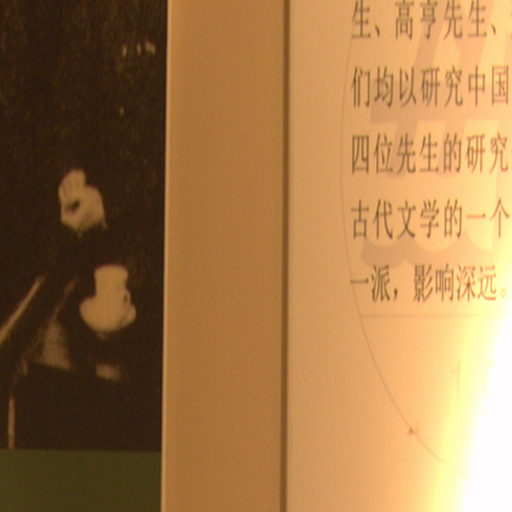 生、高亨先生、
们均以研究中国
四位先生的研究
古代文学的一个
一派，影响深远。